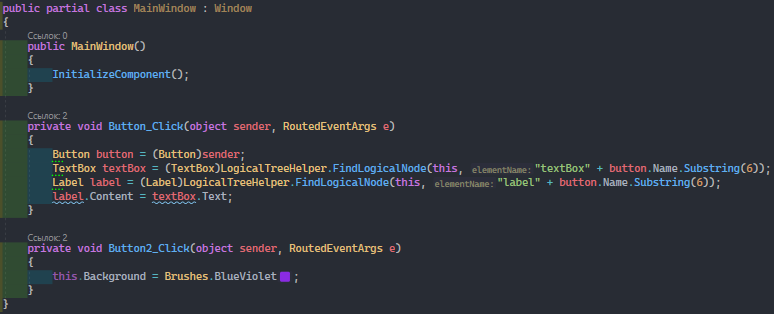 public partial class MainWindow : Window
{
Ссылок: 0
public MainWindow()
{
InitializeComponent();
}
Ссылок: 2
private void Button_Click(object sender, RoutedEventArgs e)
{
Button button = (Button)sender;
TextBox textBox = (TextBox)LogicalTreeHelper.FindLogicalNode(this, elementName: "textBox" + button.Name.Substring(6));
Label label = (Label)LogicalTreeHelper.FindLogicalNode(this, elementName: "label" + button.Name.Substring(6));
label.Content = textBox.Text;
}
Ссылок: 2
private void Button2_Click(object sender, RoutedEventArgs e)
{
this.Background = Brushes.BlueViolet ;
}
}